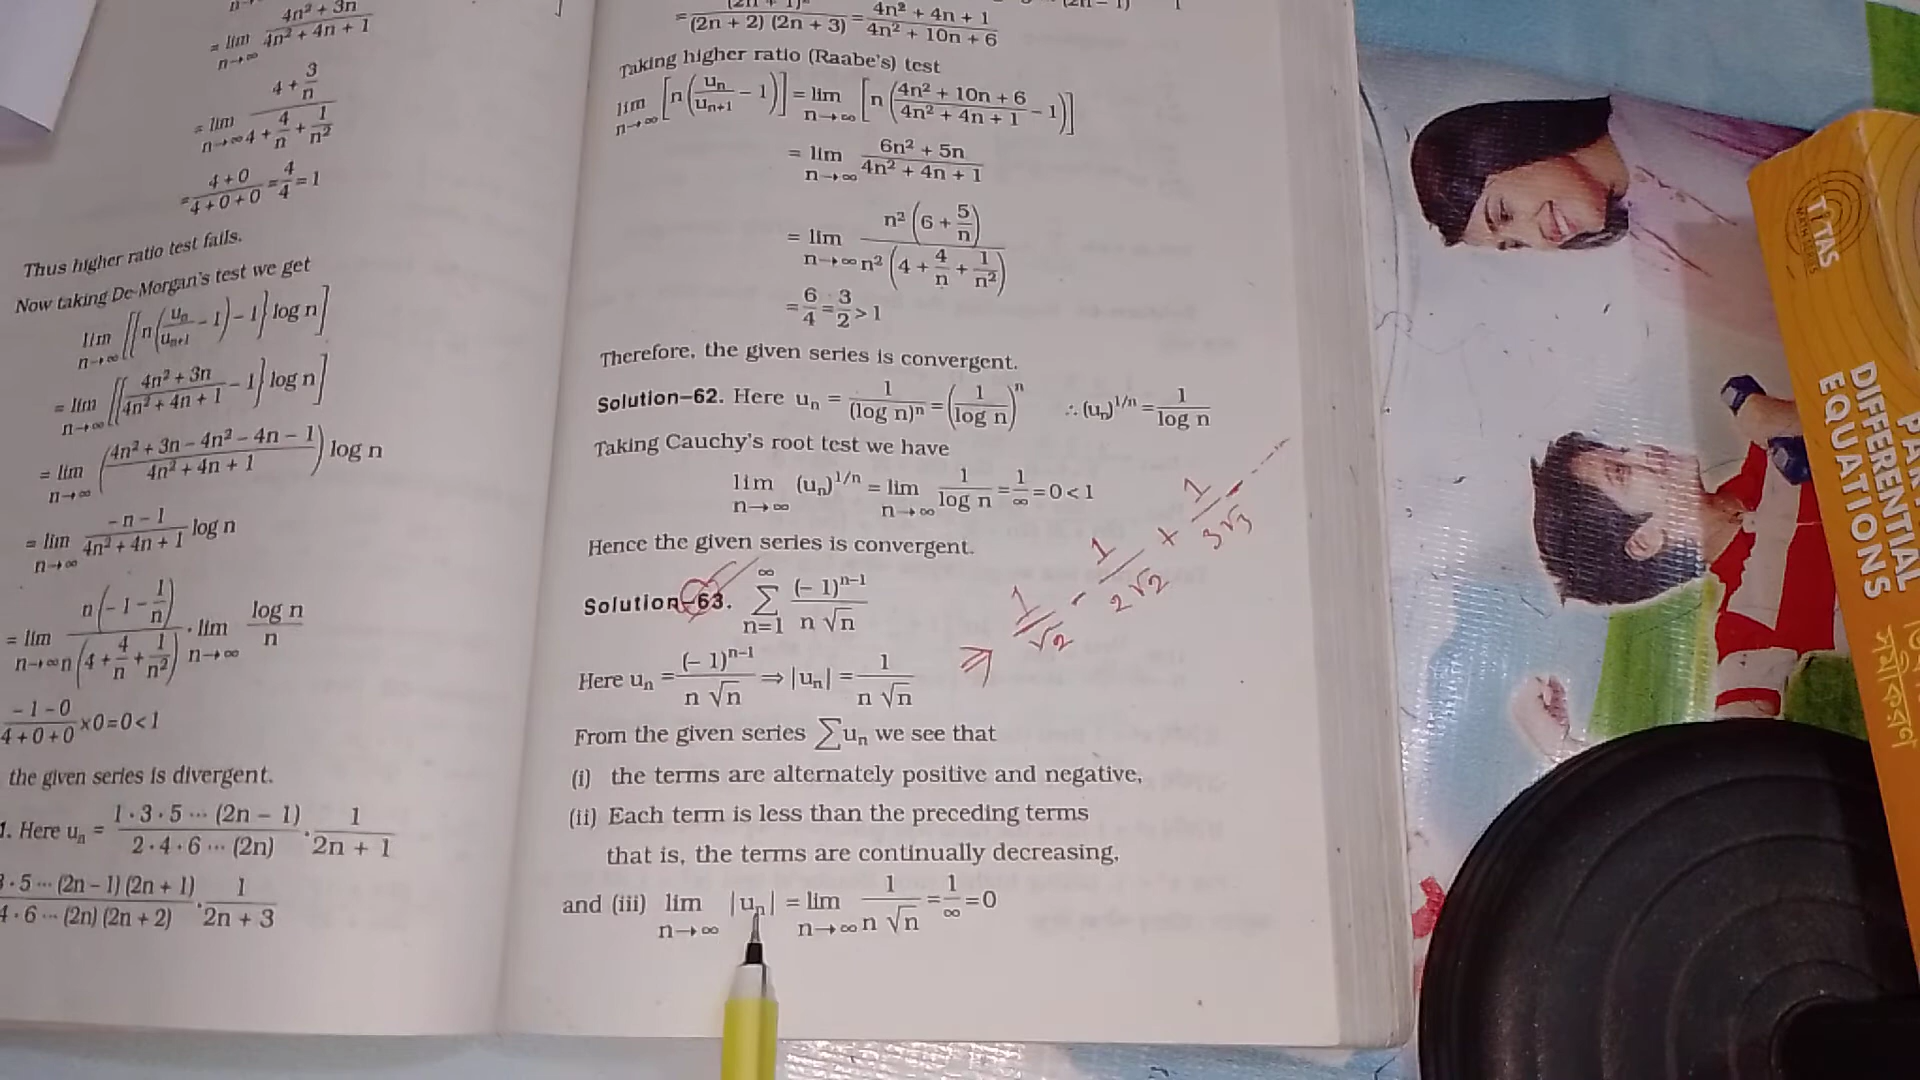 4n² + 3n
= lim ―――――
n→∞ 4n² + 4n + 1
4 + 3/n
= lim ―――――
n→∞ 4 + 4/n + 1/n²
= (4 + 0)/(4 + 0 + 0) = 4/4 = 1
Thus higher ratio test fails.
Now taking De-Morgan's test we get
lim n→∞ [{n(uₙ/uₙ₊₁ − 1) − 1} log n]
= lim n→∞ [{(4n² + 3n)/(4n² + 4n + 1) − 1} log n]
= lim n→∞ ((4n² + 3n − 4n² − 4n − 1)/(4n² + 4n + 1)) log n
= lim n→∞ (− n − 1)/(4n² + 4n + 1) log n
= lim n→∞ n(−1 − 1/n)/n(4 + 4/n + 1/n²) · lim n→∞ log n/n
(− 1 − 0)/(4 + 0 + 0) × 0 = 0 < 1
the given series is divergent.
1. Here uₙ = (1 · 3 · 5 ... (2n − 1))/(2 · 4 · 6 ... (2n)) · 1/(2n + 1)
3 · 5 ... (2n − 1) (2n + 1)/4 · 6 ... (2n) (2n + 2) · 1/(2n + 3)
= /(2n + 2) (2n + 3) = (4n² + 4n + 1)/(4n² + 10n + 6)
Taking higher ratio (Raabe's) test
lim n→∞ [n(uₙ/uₙ₊₁ − 1)] = lim n→∞ [n((4n² + 10n + 6)/(4n² + 4n + 1) − 1)]
= lim n→∞ (6n² + 5n)/(4n² + 4n + 1)
= lim n→∞ n²(6 + 5/n)/n²(4 + 4/n + 1/n²)
= 6/4 = 3/2 > 1
Therefore, the given series is convergent.
Solution–62. Here uₙ = 1/(log n)ⁿ = (1/log n)ⁿ ∴ (uₙ)^1/n = 1/log n
Taking Cauchy's root test we have
lim n→∞ (uₙ)^1/n = lim n→∞ 1/log n = 1/∞ = 0 < 1
Hence the given series is convergent.
Solution–63. ∑ n=1 ∞ (− 1)ⁿ⁻¹/n √n
⇒ 1/√2 − 1/2√2 + 1/3√3 − ......
Here uₙ = (− 1)ⁿ⁻¹/n √n ⇒ |uₙ| = 1/n √n
From the given series ∑uₙ we see that
(i) the terms are alternately positive and negative,
(ii) Each term is less than the preceding terms
that is, the terms are continually decreasing,
and (iii) lim n→∞ |uₙ| = lim n→∞ 1/n √n = 1/∞ = 0
TITAS
MATH SERIES
PART
DIFFERENTIAL
EQUATIONS
সমীকরণ